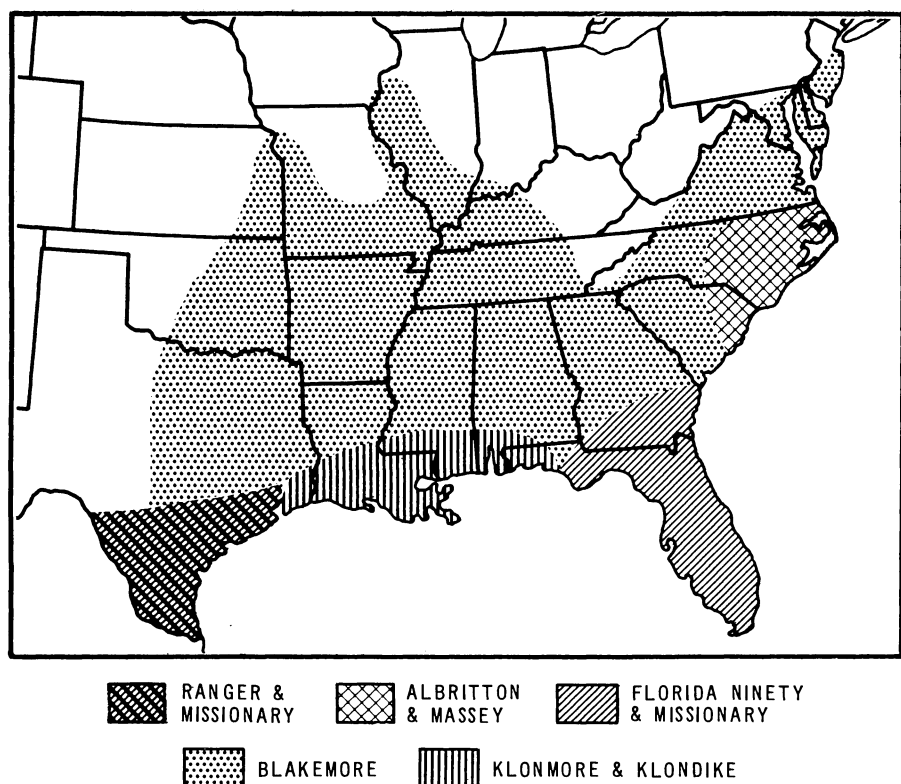 RANGER &
MISSIONARY
ALBRITTON
& MASSEY
FLORIDA NINETY
& MISSIONARY
BLAKEMORE
KLONMORE & KLONDIKE